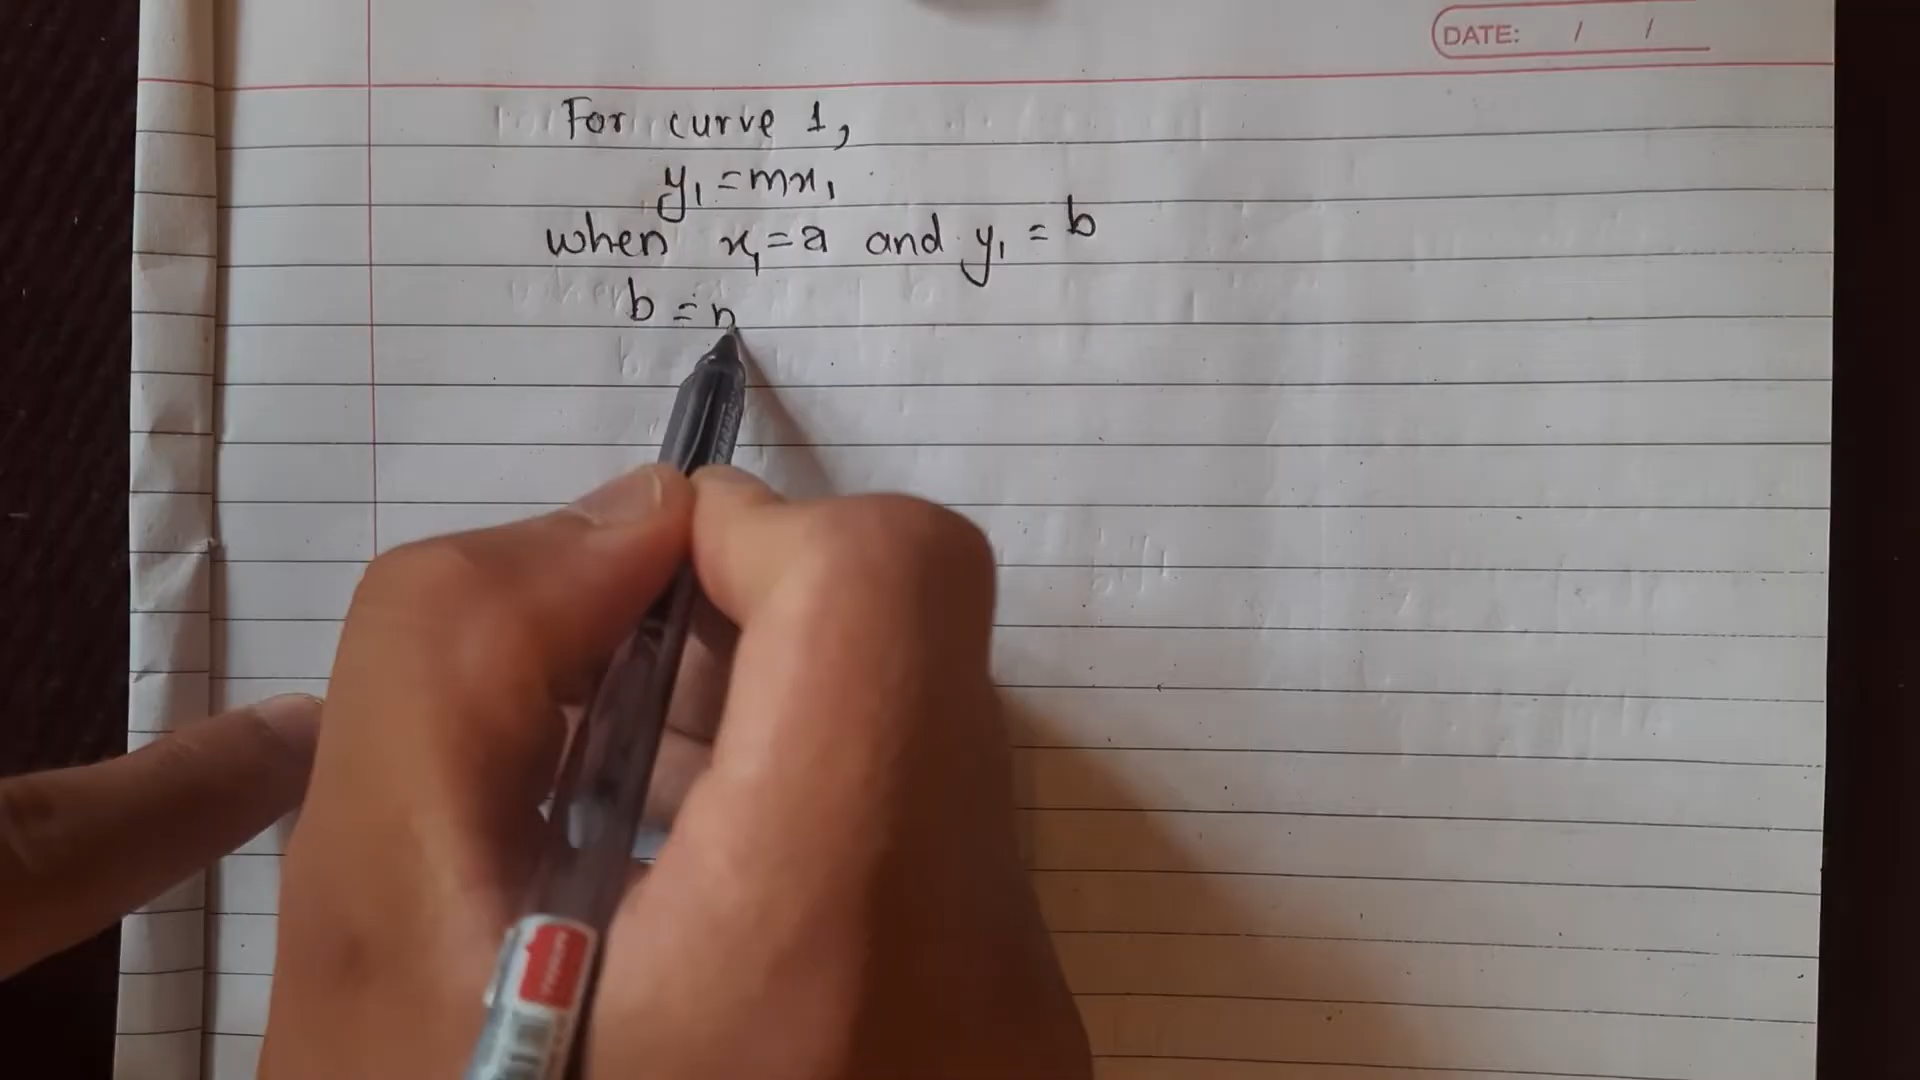 DATE: / /
For curve 1,
y₁ = mx₁
when x₁ = a and y₁ = b
b = n